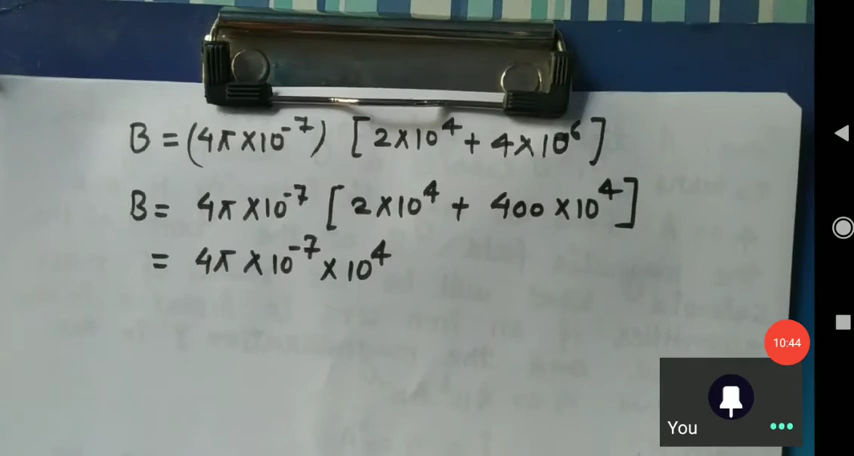 B = (4π×10⁻⁷) [2×10⁴ + 4×10⁶]
B = 4π×10⁻⁷ [2×10⁴ + 400×10⁴]
= 4π×10⁻⁷×10⁴
10:44
You